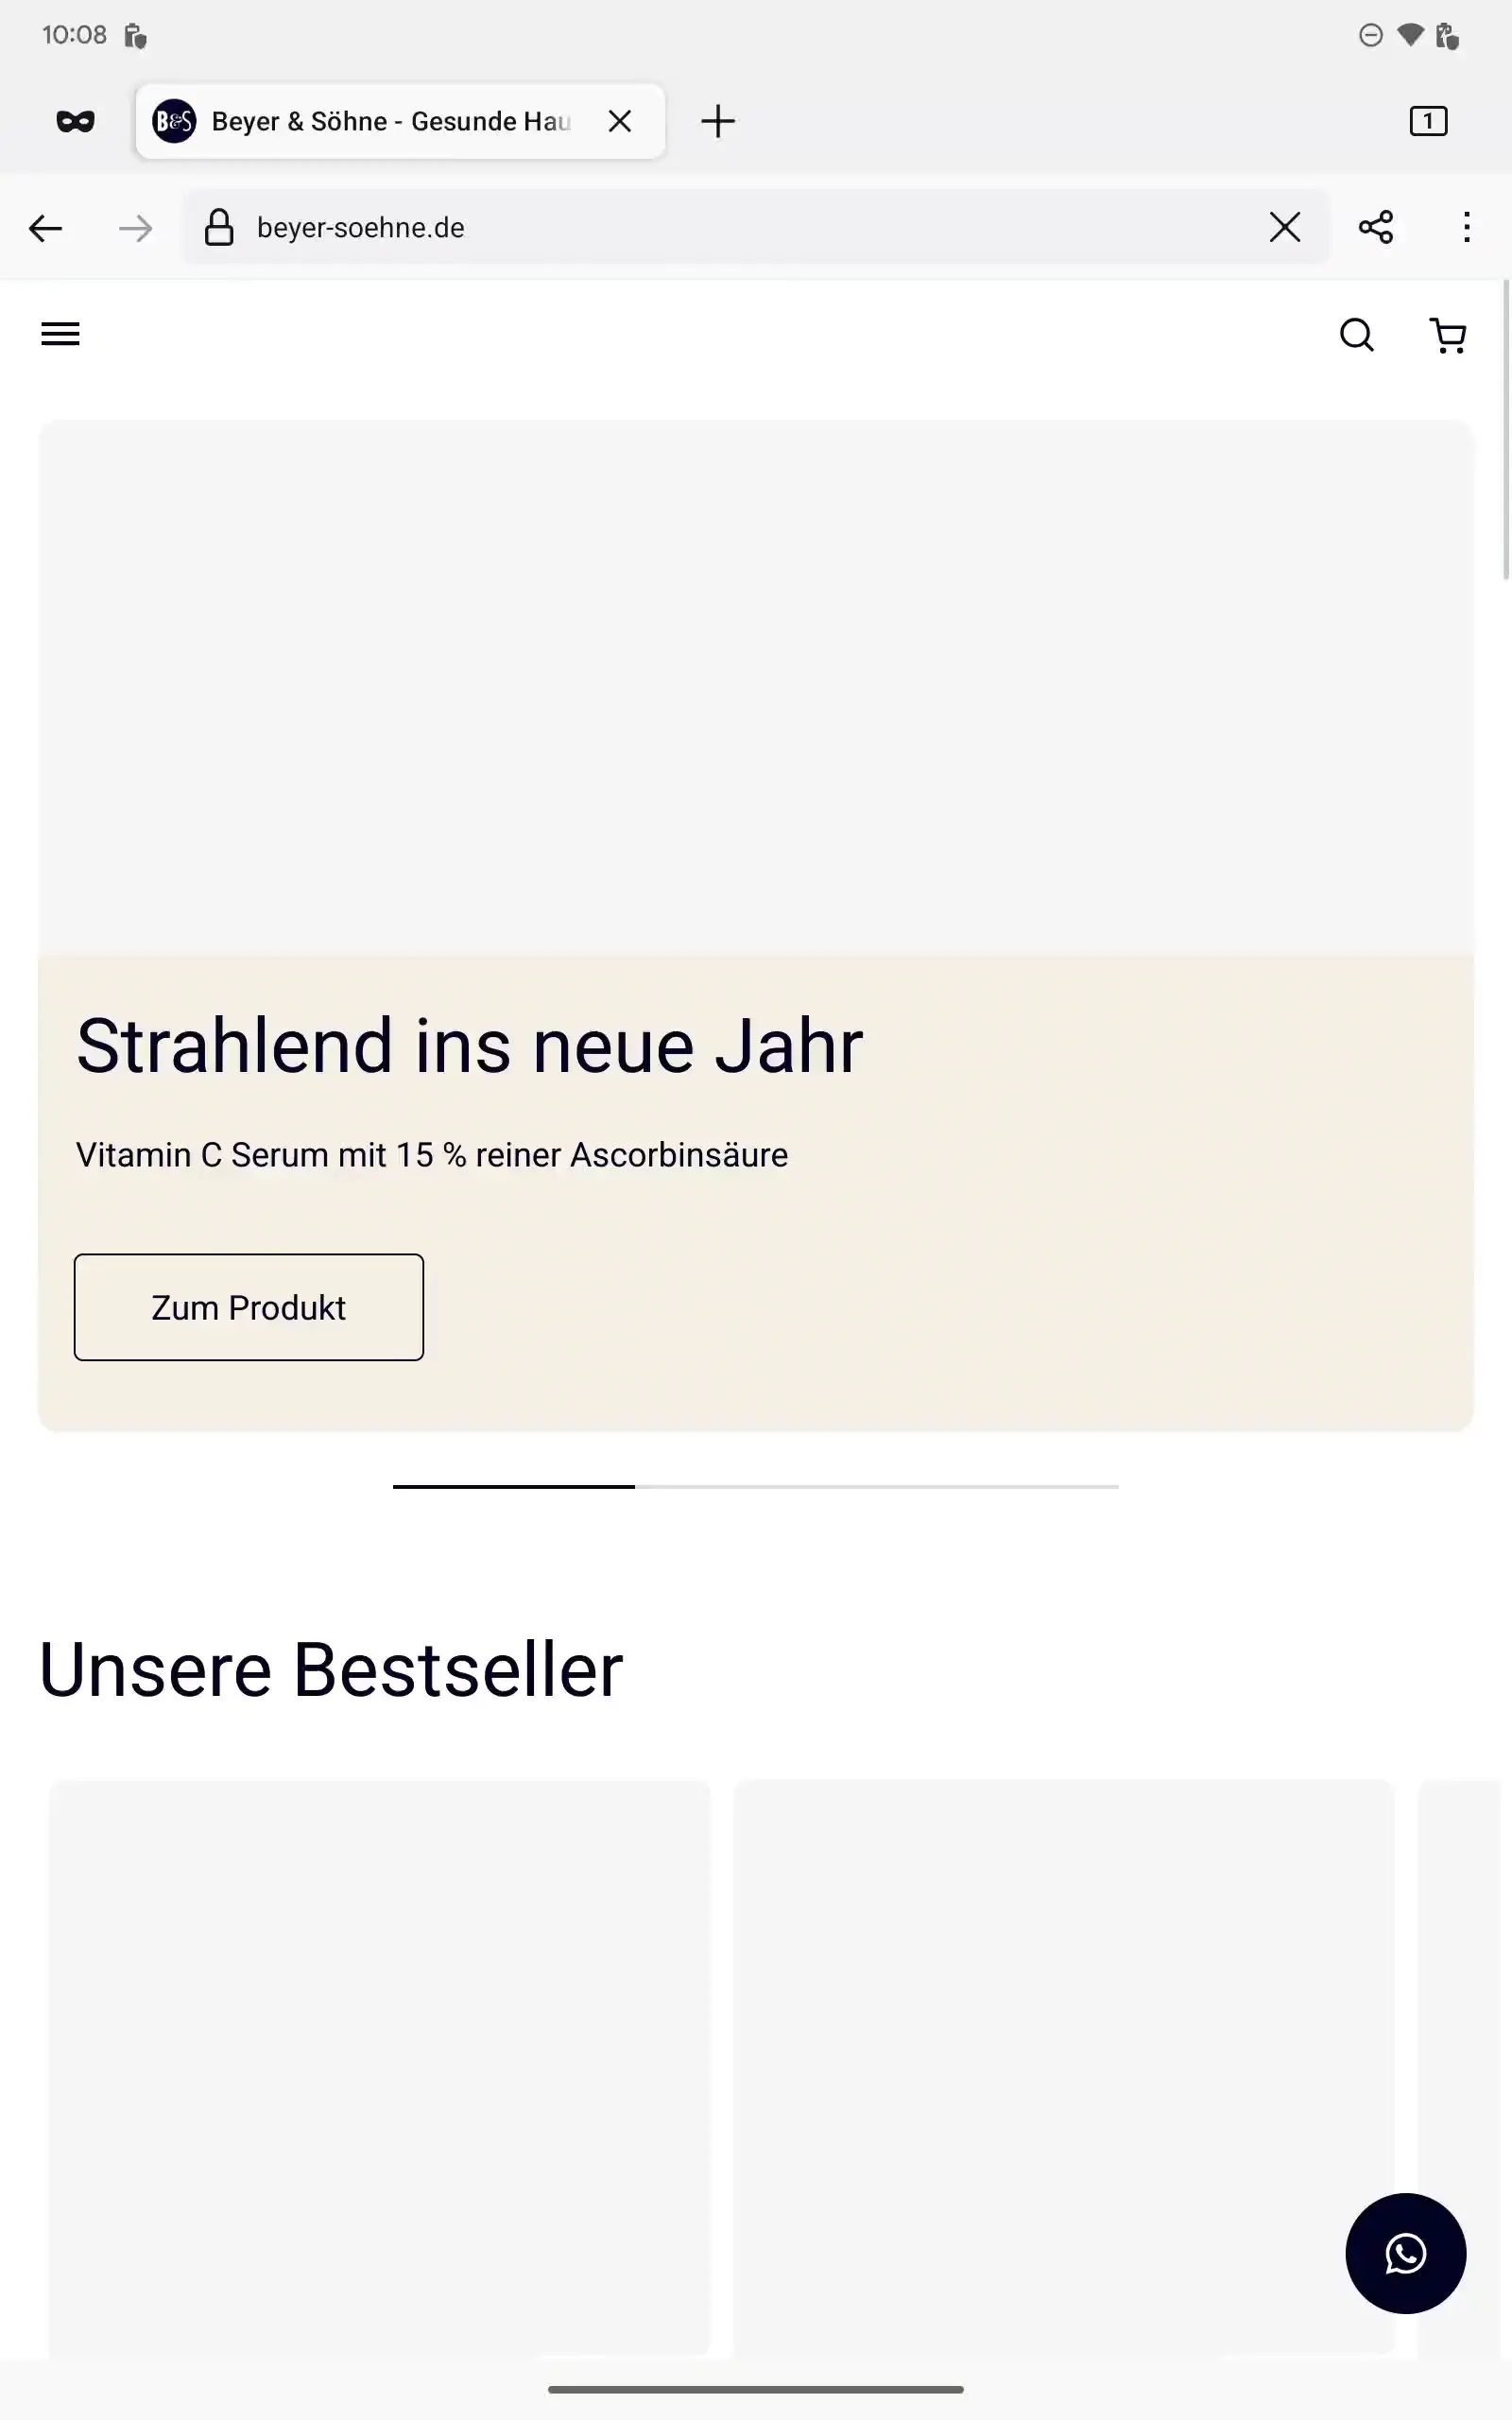 10:08
B&S Beyer & Söhne - Gesunde Hau
1
beyer-soehne.de
Strahlend ins neue Jahr
Vitamin C Serum mit 15 % reiner Ascorbinsäure
Zum Produkt
Unsere Bestseller